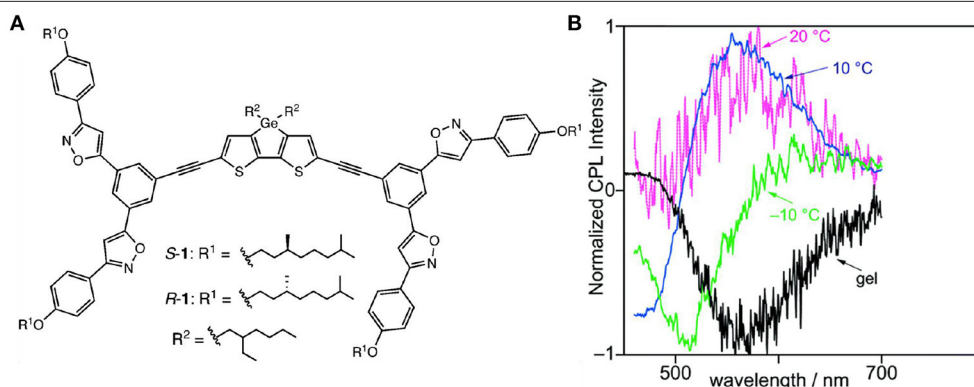 A
R¹O
N
O
R² R²
Ge
S S
O
N
OR¹
O
N
R¹O
S-1: R¹ =
R-1: R¹ =
R² =
O
N
OR¹
B
Normalized CPL Intensity
1
0
−1
20 °C
10 °C
−10 °C
gel
500
700
wavelength / nm